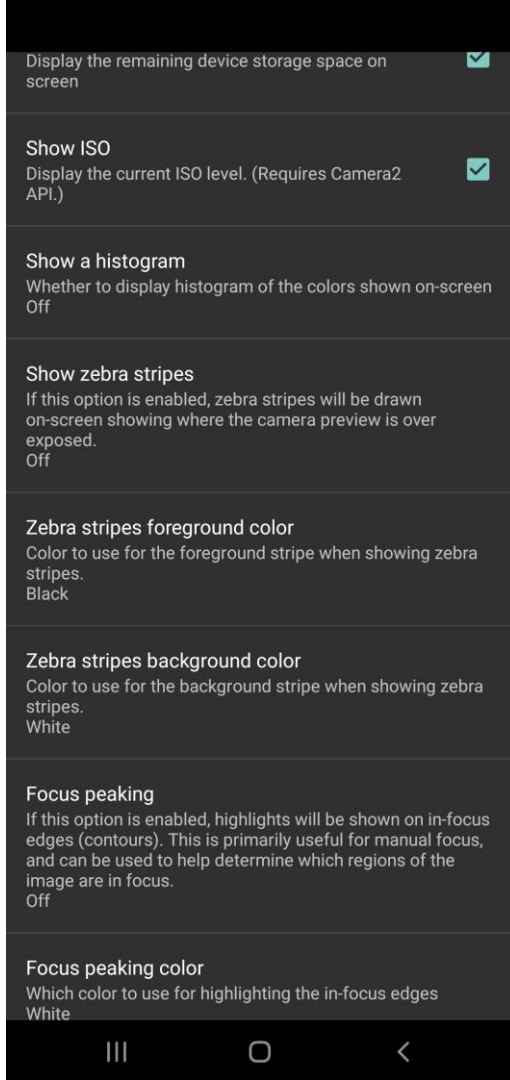 Display the remaining device storage space on
screen
Show ISO
Display the current ISO level. (Requires Camera2
API.)
Show a histogram
Whether to display histogram of the colors shown on-screen
Off
Show zebra stripes
If this option is enabled, zebra stripes will be drawn
on-screen showing where the camera preview is over
exposed.
Off
Zebra stripes foreground color
Color to use for the foreground stripe when showing zebra
stripes.
Black
Zebra stripes background color
Color to use for the background stripe when showing zebra
stripes.
White
Focus peaking
If this option is enabled, highlights will be shown on in-focus
edges (contours). This is primarily useful for manual focus,
and can be used to help determine which regions of the
image are in focus.
Off
Focus peaking color
Which color to use for highlighting the in-focus edges
White